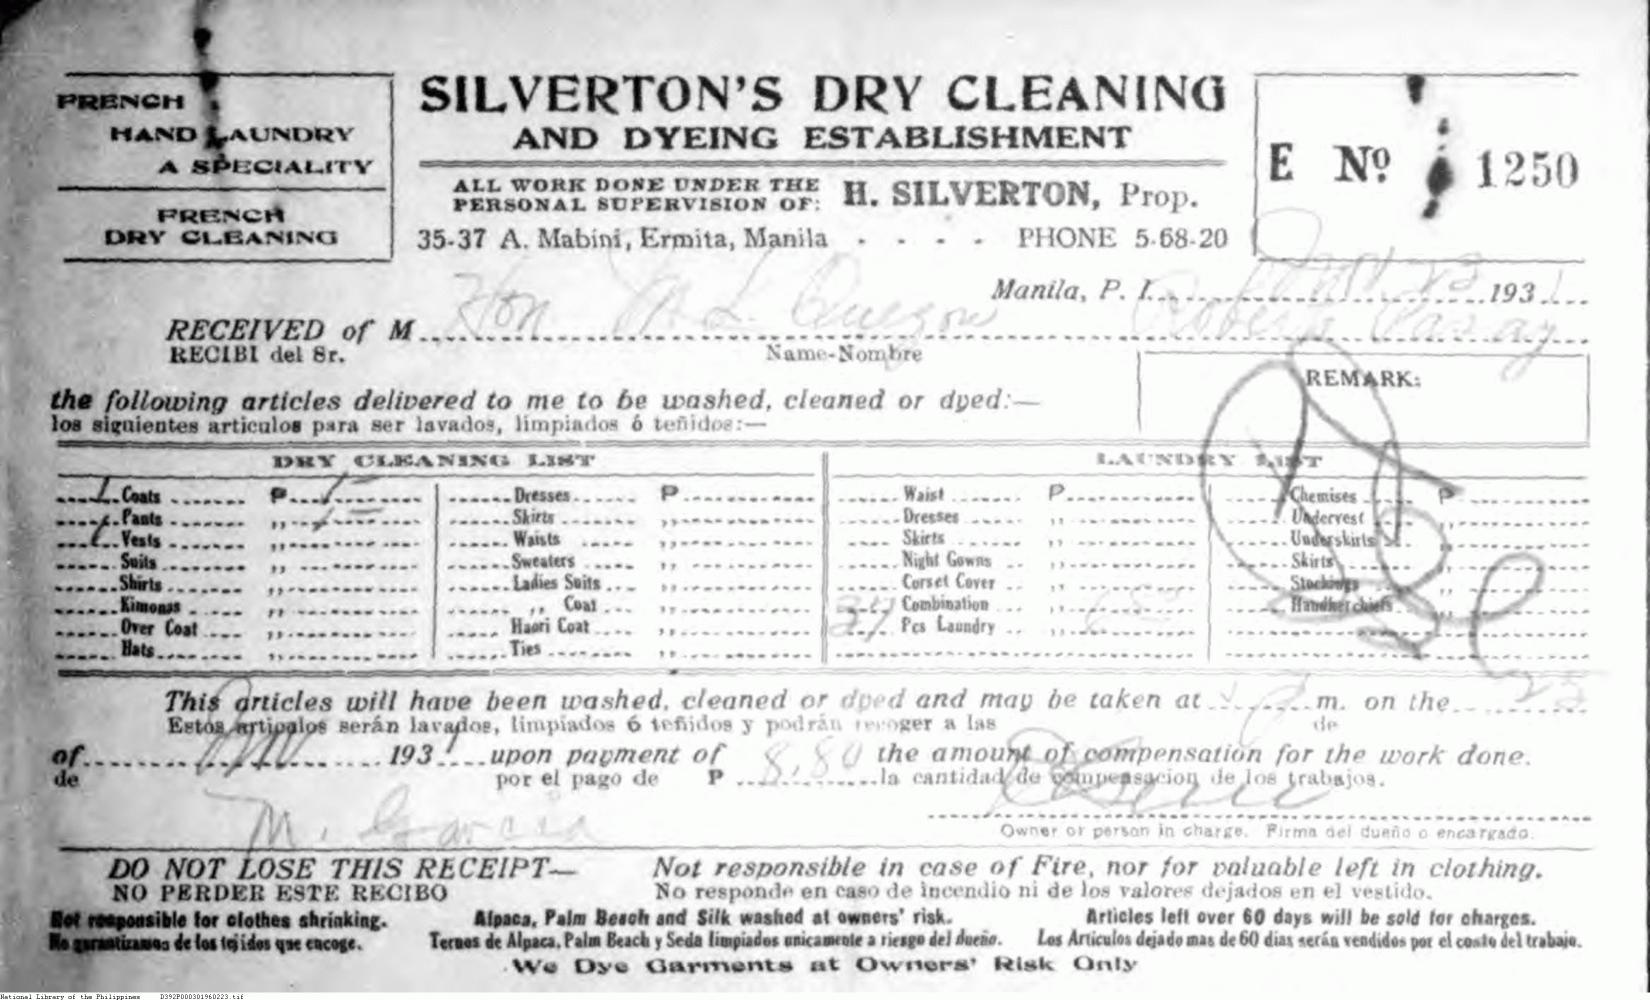 FRENCH
HAND LAUNDRY
A SPECIALITY
FRENCH
DRY CLEANING
SILVERTON'S DRY CLEANING
AND DYEING ESTABLISHMENT
ALL WORK DONE UNDER THE
PERSONAL SUPERVISION OF: H. SILVERTON, Prop.
35-37 A. Mabini, Ermita, Manila - - - - PHONE 5-68-20
E No 1250
Manila, P. I. 23, 193
RECEIVED of M Hon M. L. Quezon
RECIBI del Sr. Name-Nombre
Roberts Pasay
REMARK:
the following articles delivered to me to be washed, cleaned or dyed:—
los siguientes articulos para ser lavados, limpiados ó teñidos:—
DRY CLEANING LIST LAUNDRY LIST
1 Coats P 1 Dresses P Waist P Chemises P
Pants ,, Skirts ,, Dresses ,, Undervest ,,
Vests ,, Waists ,, Skirts ,, Underskirts ,,
Suits ,, Sweaters ,, Night Gowns ,, Skirts ,,
Shirts ,, Ladies Suits ,, Corset Cover ,, Stockings ,,
Kimonas ,, ,, Coat ,, Combination ,, Handkerchiefs ,,
Over Coat ,, Haori Coat ,, Pcs Laundry ,,
Hats ,, Ties ,,
This articles will have been washed, cleaned or dyed and may be taken at m. on the
Estos articulos serán lavados, limpiados ó teñidos y podrán recoger a las de
of 193 upon payment of 8.80 the amount of compensation for the work done.
de por el pago de P la cantidad de compensacion de los trabajos.
M. Garcia
Owner or person in charge. Firma del dueño o encargado.
DO NOT LOSE THIS RECEIPT— Not responsible in case of Fire, nor for valuable left in clothing.
NO PERDER ESTE RECIBO No responde en caso de incendio ni de los valores dejados en el vestido.
Not responsible for clothes shrinking. Alpaca, Palm Beach and Silk washed at owners' risk. Articles left over 60 days will be sold for charges.
No garantizamos de los tejidos que encoge. Ternos de Alpaca, Palm Beach y Seda limpiados unicamente a riesgo del dueño. Los Articulos dejado mas de 60 dias serán vendidos por el costo del trabajo.
We Dye Garments at Owners' Risk Only
National Library of the Philippines D392P000301960223.tif